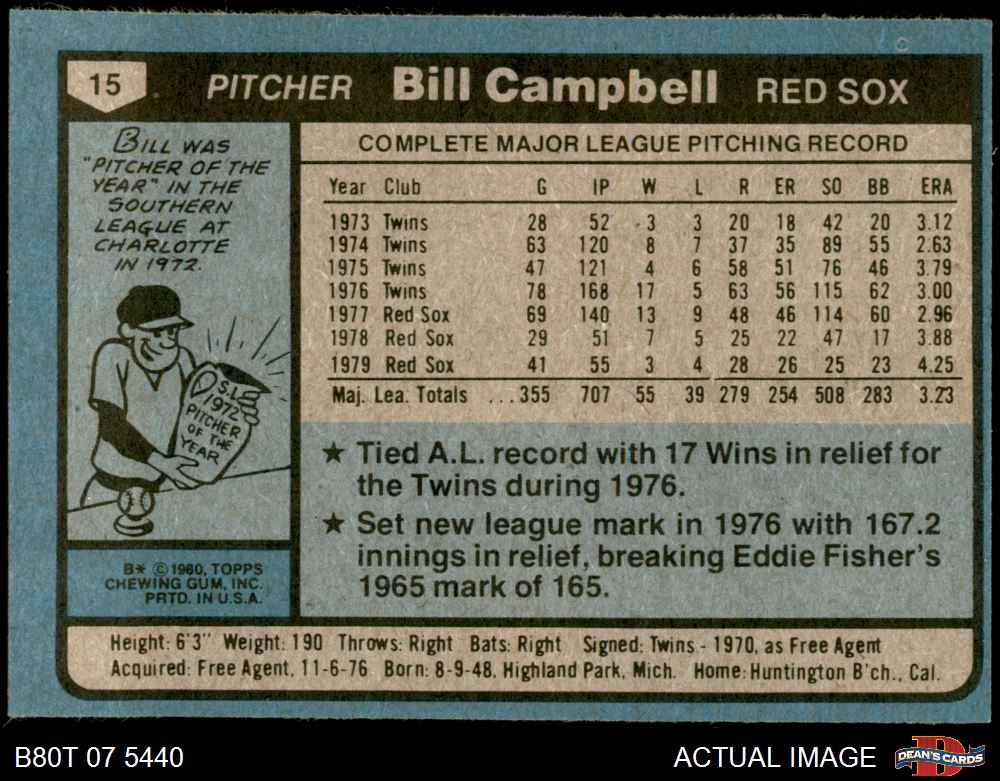 15 PITCHER Bill Campbell RED SOX
BILL WAS
"PITCHER OF THE
YEAR" IN THE
SOUTHERN
LEAGUE AT
CHARLOTTE
IN 1972.
S.L.
1972
PITCHER
OF THE
YEAR
B* © 1980, TOPPS
CHEWING GUM, INC.
PRTD. IN U.S.A.
COMPLETE MAJOR LEAGUE PITCHING RECORD
Year Club G IP W L R ER SO BB ERA
1973 Twins 28 52 3 3 20 18 42 20 3.12
1974 Twins 63 120 8 7 37 35 89 55 2.63
1975 Twins 47 121 4 6 58 51 76 46 3.79
1976 Twins 78 168 17 5 63 56 115 62 3.00
1977 Red Sox 69 140 13 9 48 46 114 60 2.96
1978 Red Sox 29 51 7 5 25 22 47 17 3.88
1979 Red Sox 41 55 3 4 28 26 25 23 4.25
Maj. Lea. Totals ...355 707 55 39 279 254 508 283 3.23
★ Tied A.L. record with 17 Wins in relief for
the Twins during 1976.
★ Set new league mark in 1976 with 167.2
innings in relief, breaking Eddie Fisher's
1965 mark of 165.
Height: 6'3" Weight: 190 Throws: Right Bats: Right Signed: Twins - 1970, as Free Agent
Acquired: Free Agent, 11-6-76 Born: 8-9-48, Highland Park, Mich. Home: Huntington B'ch., Cal.
B80T 07 5440 ACTUAL IMAGE
D
DEAN'S CARDS